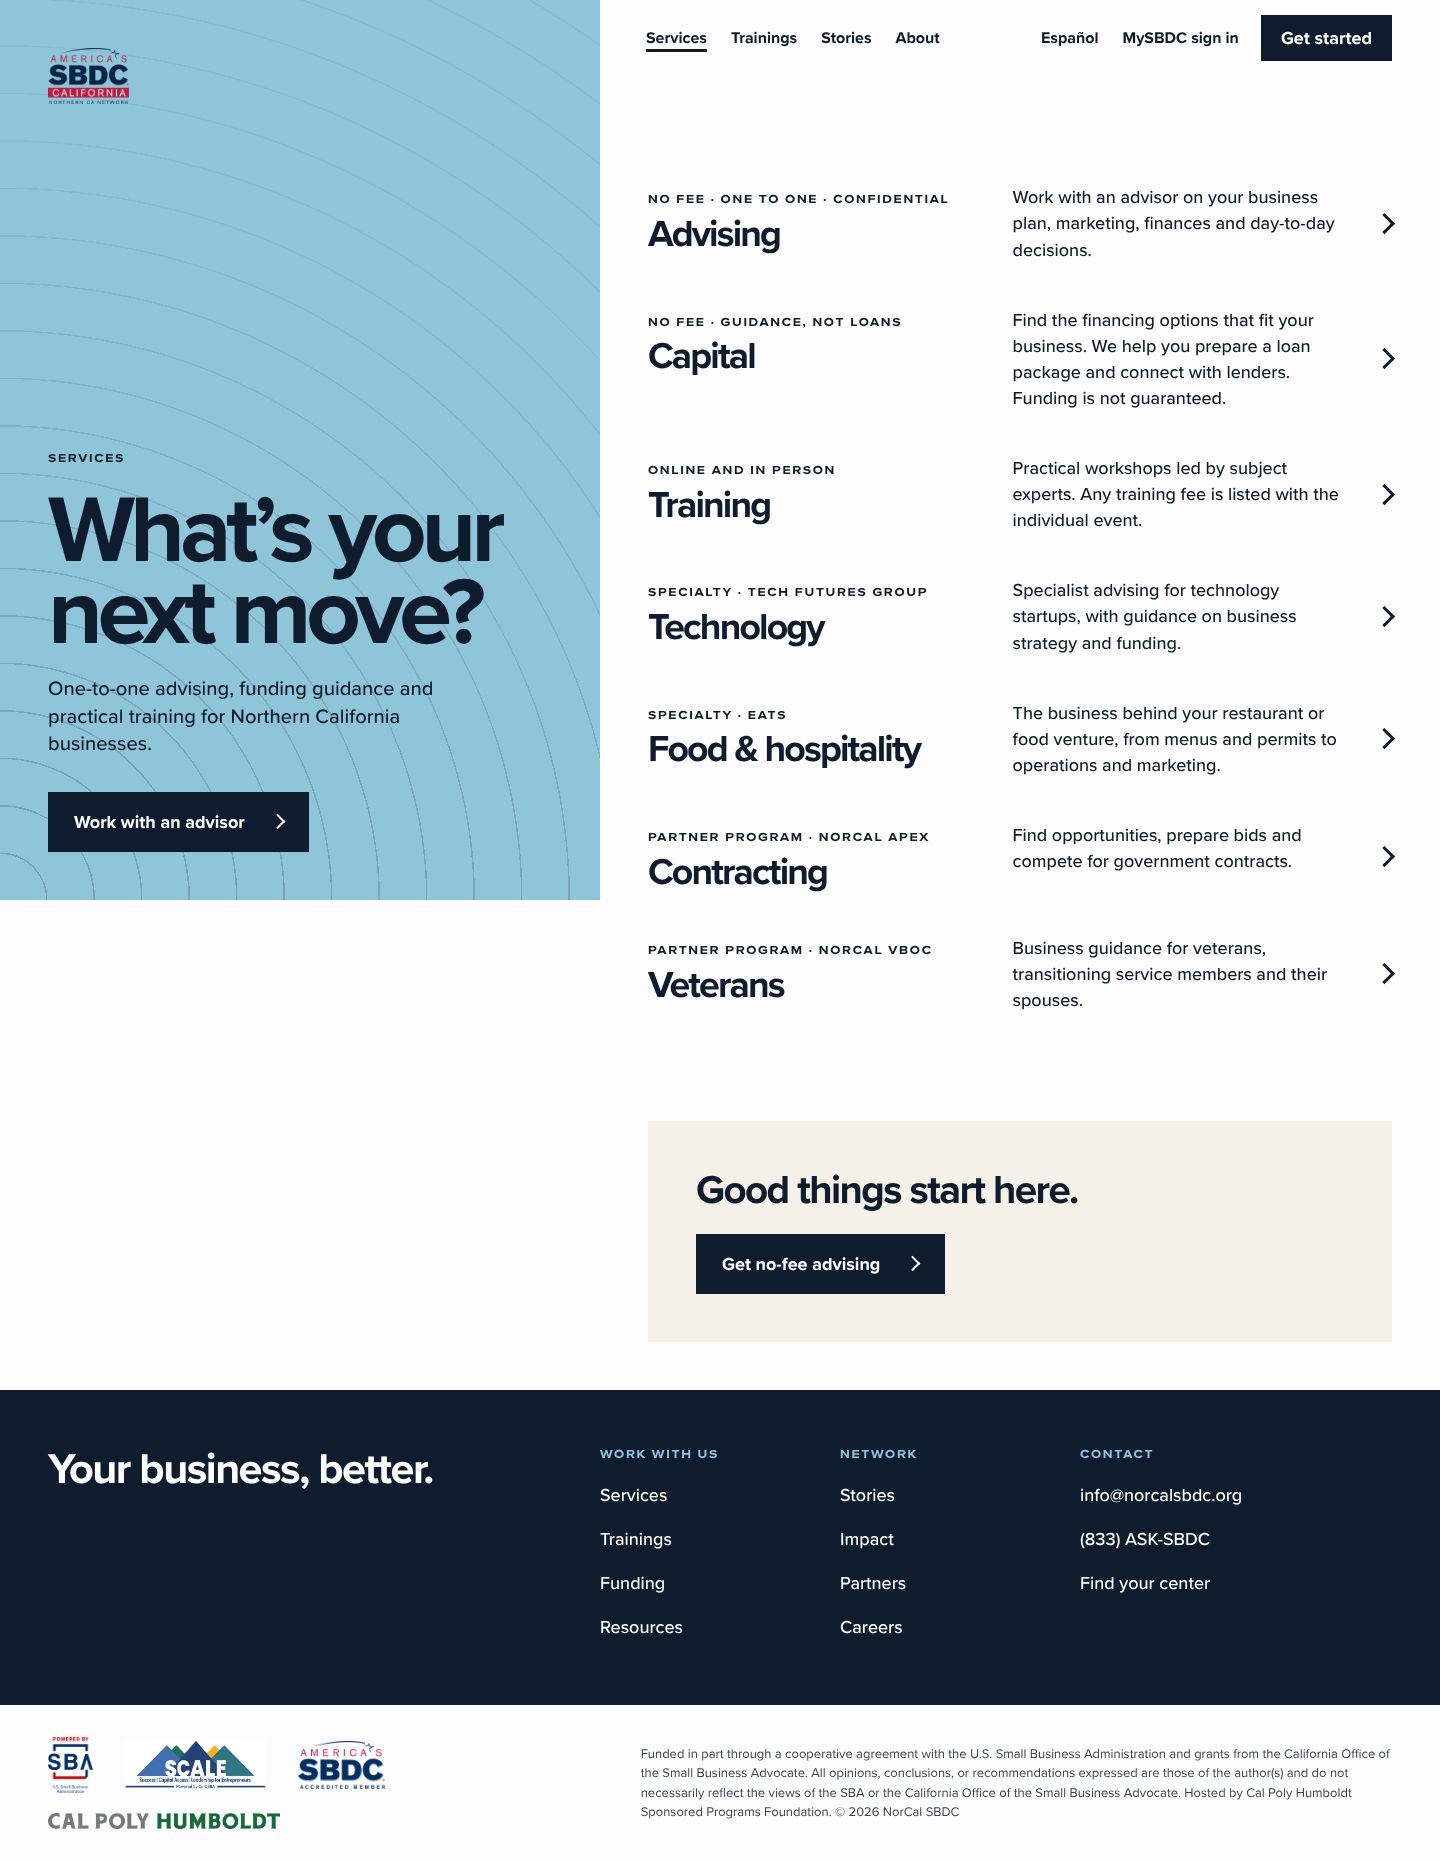 AMERICA'S
SBDC
CALIFORNIA
NORTHERN CA NETWORK
Services Trainings Stories About Español MySBDC sign in Get started
SERVICES
What's your
next move?
One-to-one advising, funding guidance and
practical training for Northern California
businesses.
Work with an advisor
NO FEE · ONE TO ONE · CONFIDENTIAL
Advising
Work with an advisor on your business
plan, marketing, finances and day-to-day
decisions.
NO FEE · GUIDANCE, NOT LOANS
Capital
Find the financing options that fit your
business. We help you prepare a loan
package and connect with lenders.
Funding is not guaranteed.
ONLINE AND IN PERSON
Training
Practical workshops led by subject
experts. Any training fee is listed with the
individual event.
SPECIALTY · TECH FUTURES GROUP
Technology
Specialist advising for technology
startups, with guidance on business
strategy and funding.
SPECIALTY · EATS
Food & hospitality
The business behind your restaurant or
food venture, from menus and permits to
operations and marketing.
PARTNER PROGRAM · NORCAL APEX
Contracting
Find opportunities, prepare bids and
compete for government contracts.
PARTNER PROGRAM · NORCAL VBOC
Veterans
Business guidance for veterans,
transitioning service members and their
spouses.
Good things start here.
Get no-fee advising
Your business, better.
WORK WITH US
Services
Trainings
Funding
Resources
NETWORK
Stories
Impact
Partners
Careers
CONTACT
info@norcalsbdc.org
(833) ASK-SBDC
Find your center
POWERED BY
SBA
U.S. Small Business
Administration
SCALE
Success | Capital Access | Leadership for Entrepreneurs
AMERICA'S
SBDC
ACCREDITED MEMBER
CAL POLY HUMBOLDT
Funded in part through a cooperative agreement with the U.S. Small Business Administration and grants from the California Office of
the Small Business Advocate. All opinions, conclusions, or recommendations expressed are those of the author(s) and do not
necessarily reflect the views of the SBA or the California Office of the Small Business Advocate. Hosted by Cal Poly Humboldt
Sponsored Programs Foundation. © 2026 NorCal SBDC